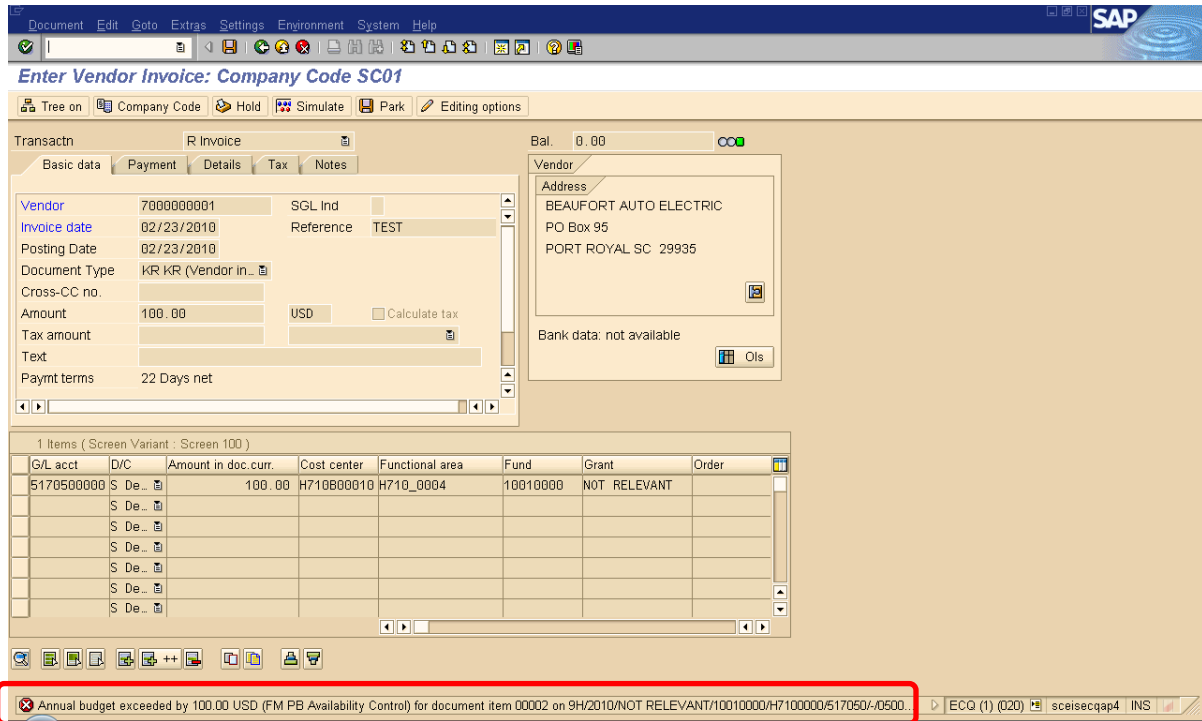 Document Edit Goto Extras Settings Environment System Help
SAP
Enter Vendor Invoice: Company Code SC01
Tree on Company Code Hold Simulate Park Editing options
Transactn R Invoice Bal. 0.00
Basic data Payment Details Tax Notes
Vendor
Address
Vendor 7000000001 SGL Ind
BEAUFORT AUTO ELECTRIC
Invoice date 02/23/2010 Reference TEST
PO Box 95
Posting Date 02/23/2010
PORT ROYAL SC 29935
Document Type KR KR (Vendor in...
Cross-CC no.
Amount 100.00 USD Calculate tax
Tax amount
Bank data: not available
Text
OIs
Paymt terms 22 Days net
1 Items ( Screen Variant : Screen 100 )
G/L acct D/C Amount in doc.curr. Cost center Functional area Fund Grant Order
5170500000 S De... 100.00 H710B00010 H710_0004 10010000 NOT RELEVANT
S De...
S De...
S De...
S De...
S De...
S De...
++
Annual budget exceeded by 100.00 USD (FM PB Availability Control) for document item 00002 on 9H/2010/NOT RELEVANT/10010000/H7100000/517050/-/0500...
ECQ (1) (020) sceisecqap4 INS